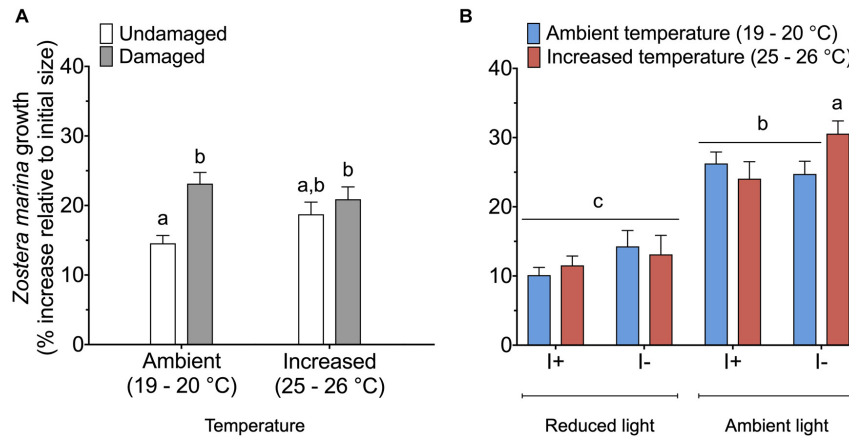 A
Undamaged
Damaged
Zostera marina growth
(% increase relative to initial size)
40
30
20
10
0
a
b
a,b
b
Ambient
(19 - 20 °C)
Increased
(25 - 26 °C)
Temperature
B
Ambient temperature (19 - 20 °C)
Increased temperature (25 - 26 °C)
40
30
20
10
0
c
b
a
I+
I-
I+
I-
Reduced light
Ambient light